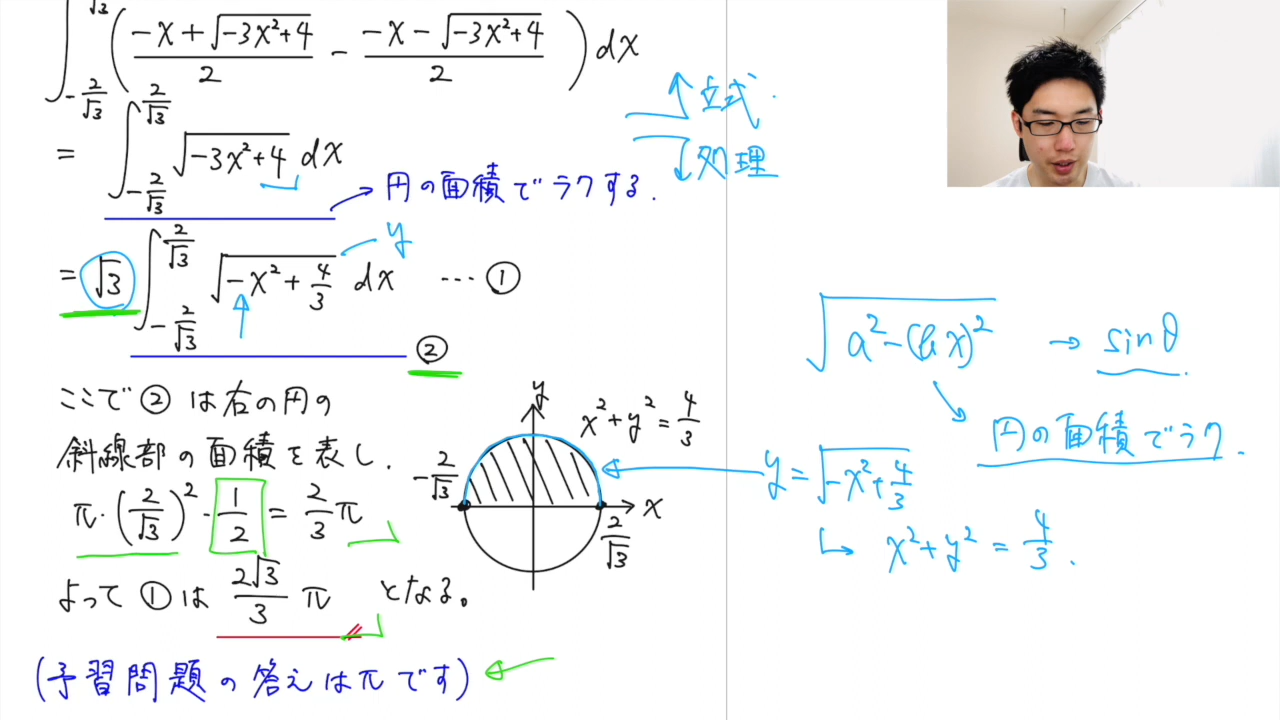 ∫_{-2/√3}^{2/√3} ( (-x+√(-3x²+4))/2 - (-x-√(-3x²+4))/2 ) dx
↑立式.
= ∫_{-2/√3}^{2/√3} √(-3x²+4) dx
↓処理
→円の面積でラクする.
= √3 ∫_{-2/√3}^{2/√3} √(-x²+4/3) dx … ①
y
②
ここで②は右の円の
斜線部の面積を表し.
π·(2/√3)²·1/2 = 2/3 π
よって①は 2√3/3 π となる。
(予習問題の答えはπです)
y
x²+y²=4/3
-2/√3
x
2/√3
√(a²-(bx)²) → sinθ
円の面積でラク.
y=√(-x²+4/3)
↳ x²+y²=4/3.